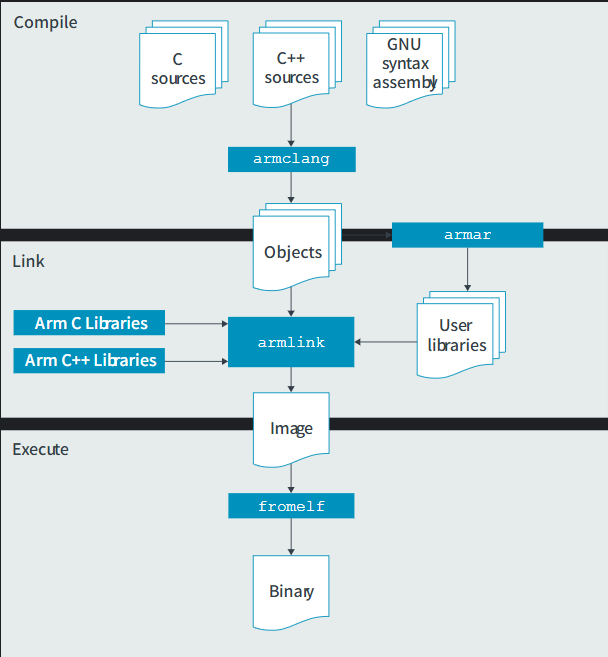 Compile
C
sources
C++
sources
GNU
syntax
assembly
armclang
Objects
armar
Link
Arm C Libraries
Arm C++ Libraries
armlink
User
libraries
Image
Execute
fromelf
Binary